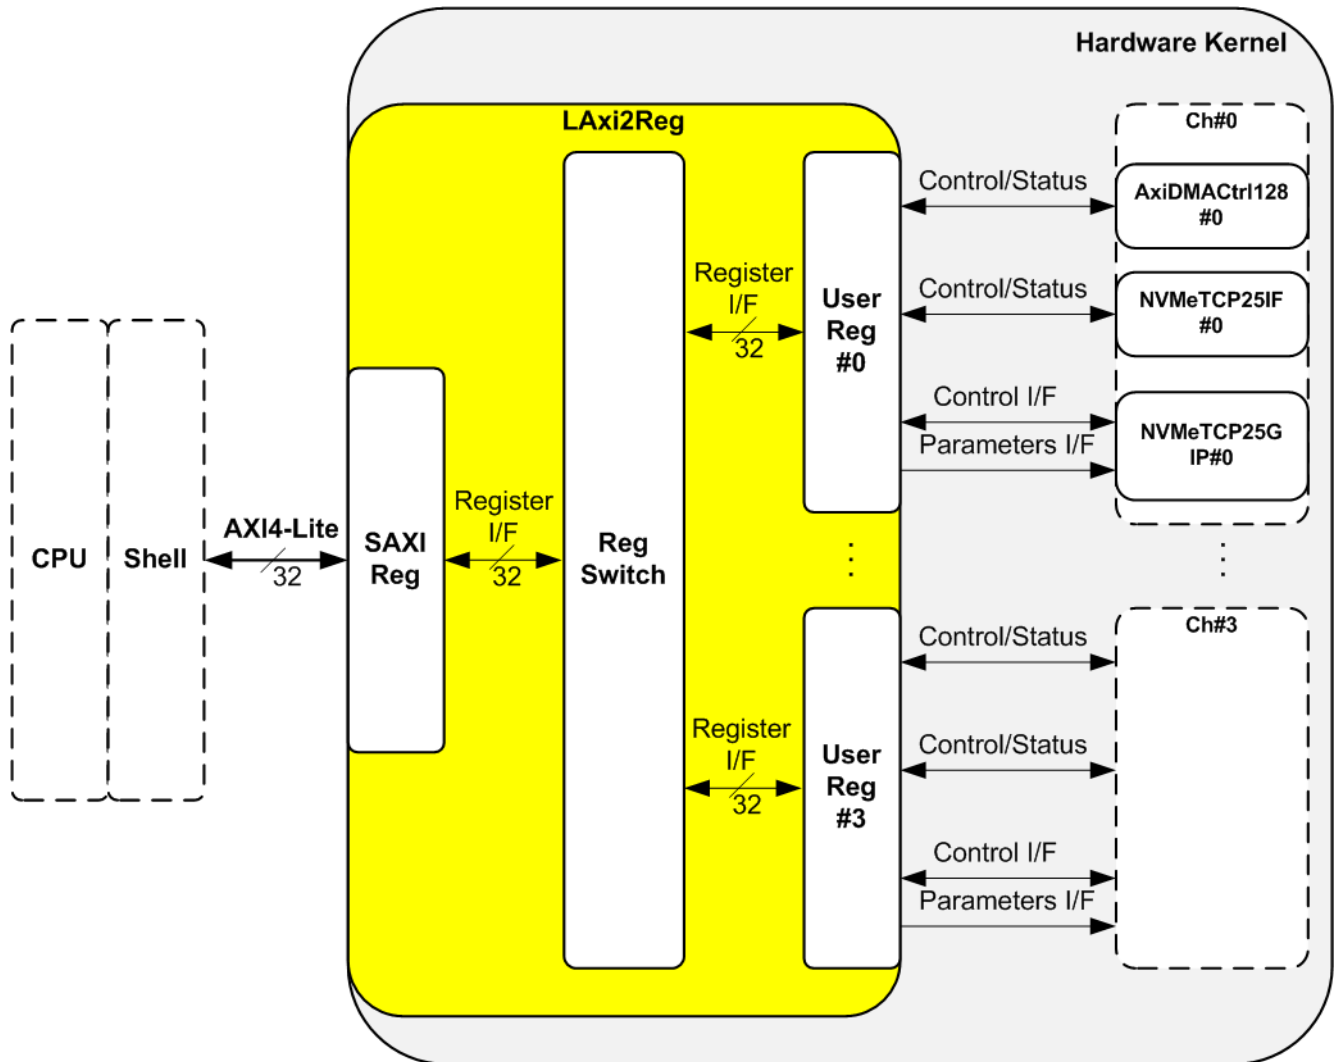 Hardware Kernel
LAxi2Reg
Ch#0
Control/Status
AxiDMACtrl128
#0
Register
I/F
32
User
Reg
#0
Control/Status
NVMeTCP25IF
#0
Control I/F
Parameters I/F
NVMeTCP25G
IP#0
CPU
Shell
AXI4-Lite
32
SAXI
Reg
Register
I/F
32
Reg
Switch
Ch#3
Control/Status
Register
I/F
32
User
Reg
#3
Control/Status
Control I/F
Parameters I/F